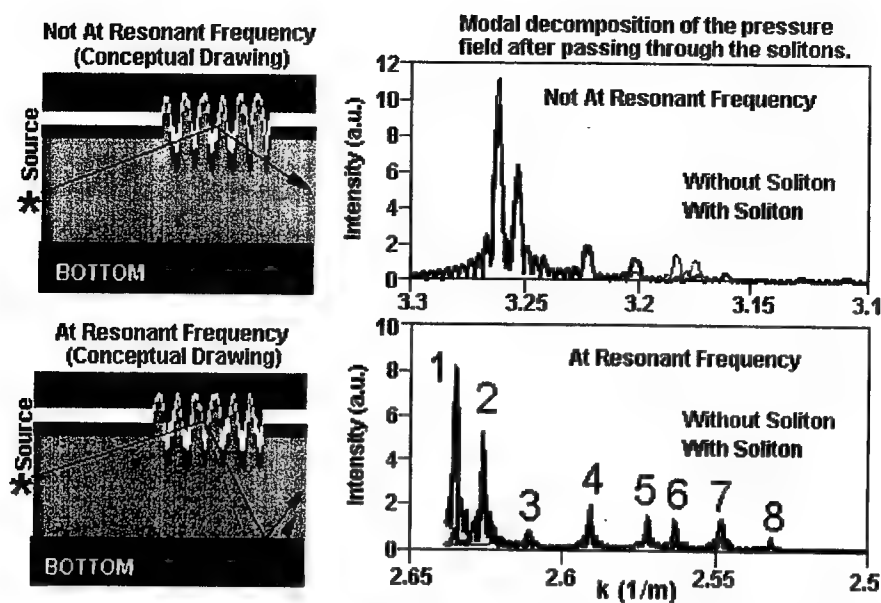 Not At Resonant Frequency
(Conceptual Drawing)
* Source
BOTTOM
At Resonant Frequency
(Conceptual Drawing)
* Source
BOTTOM
Modal decomposition of the pressure
field after passing through the solitons.
Not At Resonant Frequency
Without Soliton
With Soliton
Intensity (a.u.)
12
10
8
6
4
2
0
3.3
3.25
3.2
3.15
3.1
At Resonant Frequency
Without Soliton
With Soliton
Intensity (a.u.)
10
8
6
4
2
0
1
2
3
4
5
6
7
8
2.65
2.6
2.55
2.5
k (1/m)